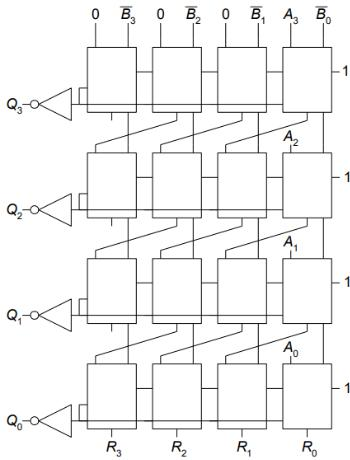 0 B̅₃ 0 B̅₂ 0 B̅₁ A₃ B̅₀
1
Q₃
A₂
1
Q₂
A₁
1
Q₁
A₀
1
Q₀
R₃ R₂ R₁ R₀